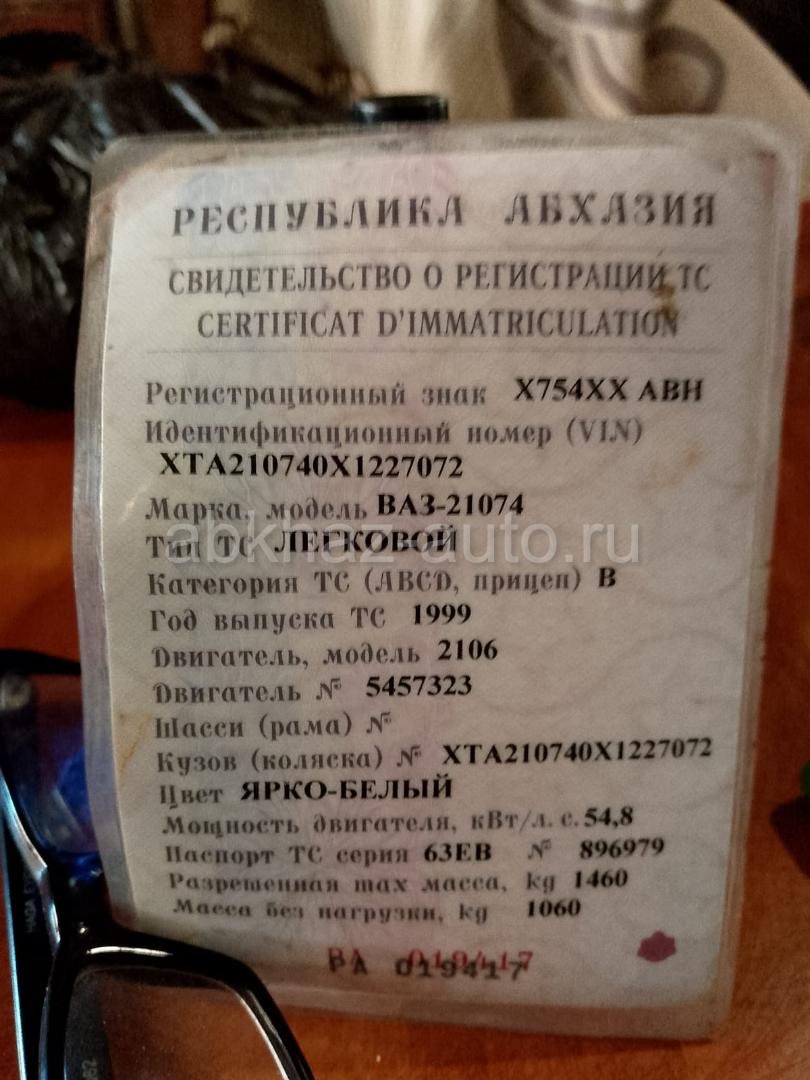 РЕСПУБЛИКА АБХАЗИЯ
СВИДЕТЕЛЬСТВО О РЕГИСТРАЦИИ ТС
CERTIFICAT D'IMMATRICULATION
Регистрационный знак Х754ХХ АВН
Идентификационный номер (VIN)
XTA210740X1227072
Марка, модель ВАЗ-21074
abkhaz-auto.ru
Тип ТС ЛЕГКОВОЙ
Категория ТС (ABCD, прицеп) B
Год выпуска ТС 1999
Двигатель, модель 2106
Двигатель № 5457323
Шасси (рама) №
Кузов (коляска) № XTA210740X1227072
Цвет ЯРКО-БЕЛЫЙ
Мощность двигателя, кВт/л. с. 54,8
Паспорт ТС серия 63ЕВ № 896979
Разрешенная max масса, kg 1460
Масса без нагрузки, kg 1060
РА 019417